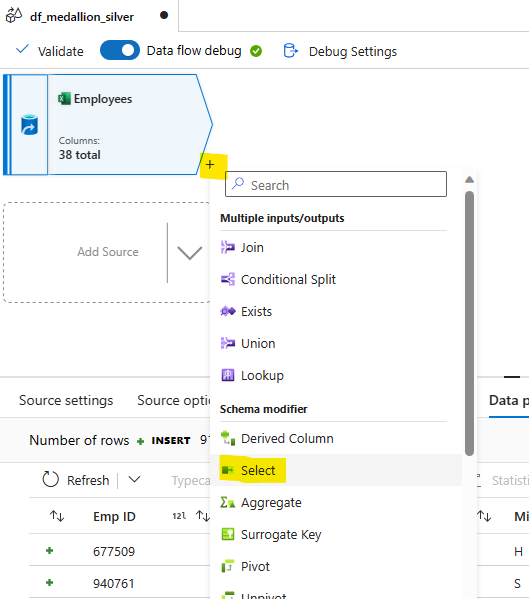 df_medallion_silver
Validate Data flow debug Debug Settings
Employees
Columns:
38 total
+
Search
Multiple inputs/outputs
Join
Add Source
Conditional Split
Exists
Union
Lookup
Schema modifier
Source settings Source optio Data p
Derived Column
Number of rows + INSERT 91
Select
Refresh Typeca Statisti
Aggregate
Emp ID 12l Mi
Surrogate Key
+ 677509 H
Pivot
+ 940761 S
Unpivot